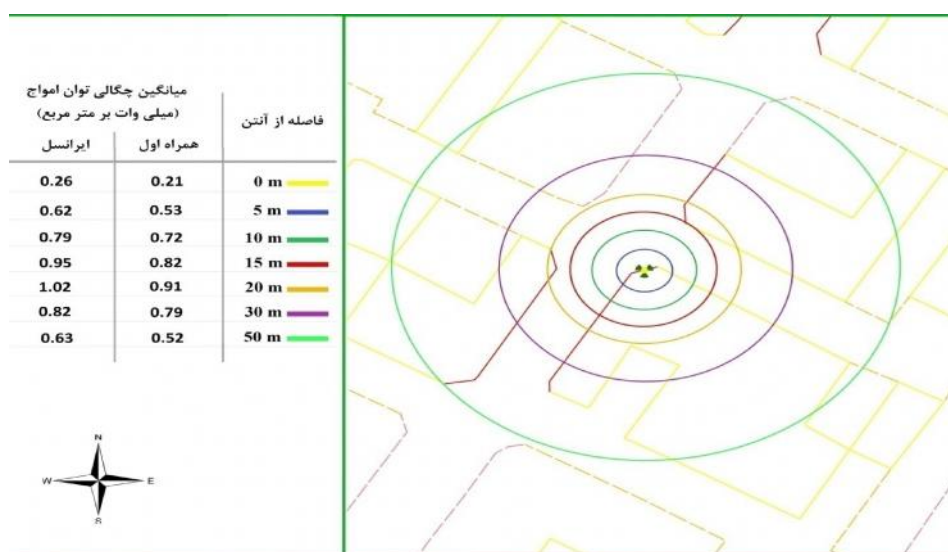 فاصله از آنتن
میانگین چگالی توان امواج
(میلی وات بر متر مربع)
همراه اول ایرانسل
0 m 0.21 0.26
5 m 0.53 0.62
10 m 0.72 0.79
15 m 0.82 0.95
20 m 0.91 1.02
30 m 0.79 0.82
50 m 0.52 0.63
N
W E
S